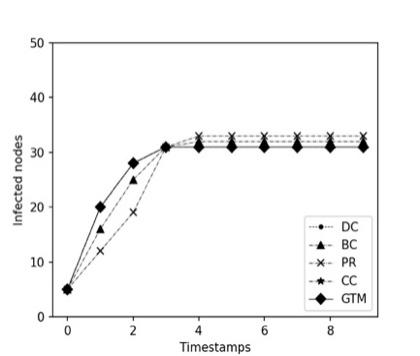 50
40
30
20
10
0
Infected nodes
0 2 4 6 8
Timestamps
DC
BC
PR
CC
GTM